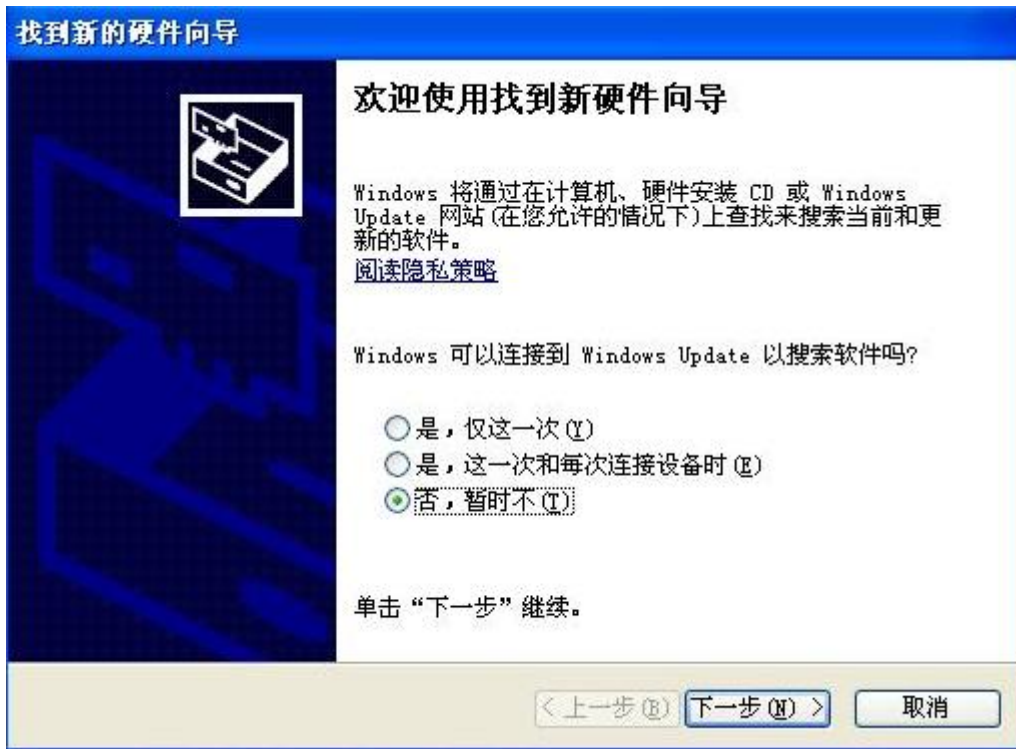 找到新的硬件向导
欢迎使用找到新硬件向导
Windows 将通过在计算机、硬件安装 CD 或 Windows
Update 网站(在您允许的情况下)上查找来搜索当前和更
新的软件。
阅读隐私策略
Windows 可以连接到 Windows Update 以搜索软件吗?
是，仅这一次(Y)
是，这一次和每次连接设备时(E)
否，暂时不(T)
单击“下一步”继续。
< 上一步(B) 下一步(N) > 取消